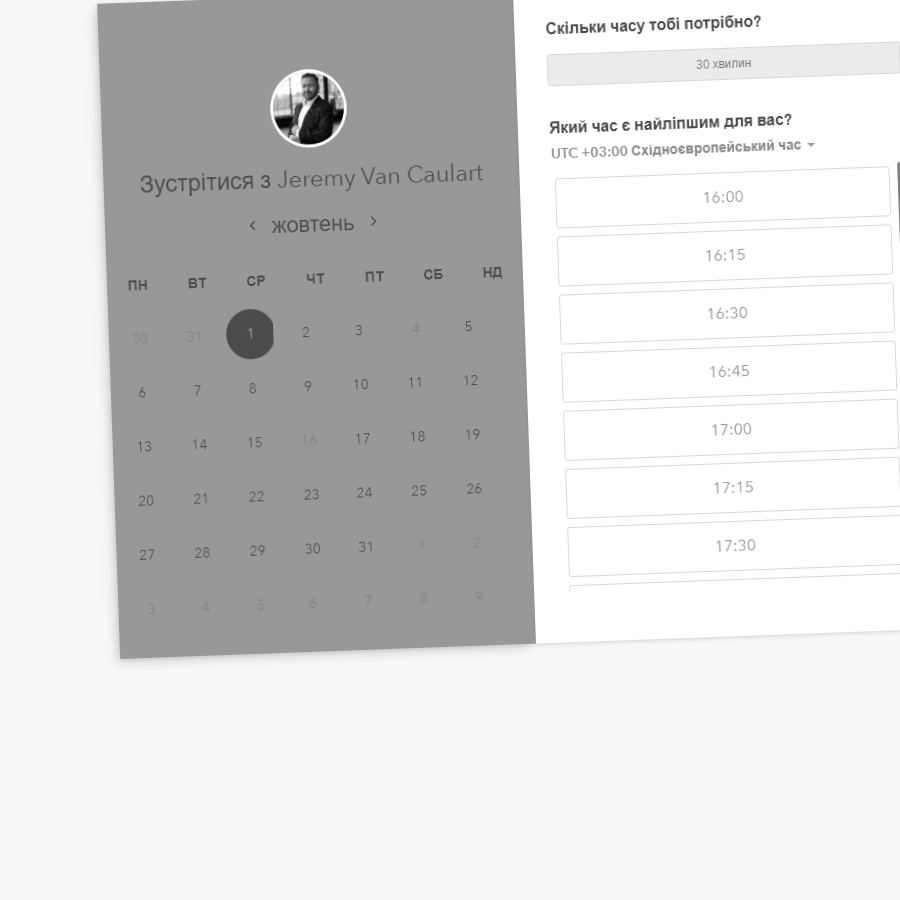 Зустрітися з Jeremy Van Caulart
жовтень
ПН ВТ СР ЧТ ПТ СБ НД
30 31 1 2 3 4 5
6 7 8 9 10 11 12
13 14 15 16 17 18 19
20 21 22 23 24 25 26
27 28 29 30 31 1 2
3 4 5 6 7 8 9
Скільки часу тобі потрібно?
30 хвилин
Який час є найліпшим для вас?
UTC +03:00 Східноєвропейський час
16:00
16:15
16:30
16:45
17:00
17:15
17:30